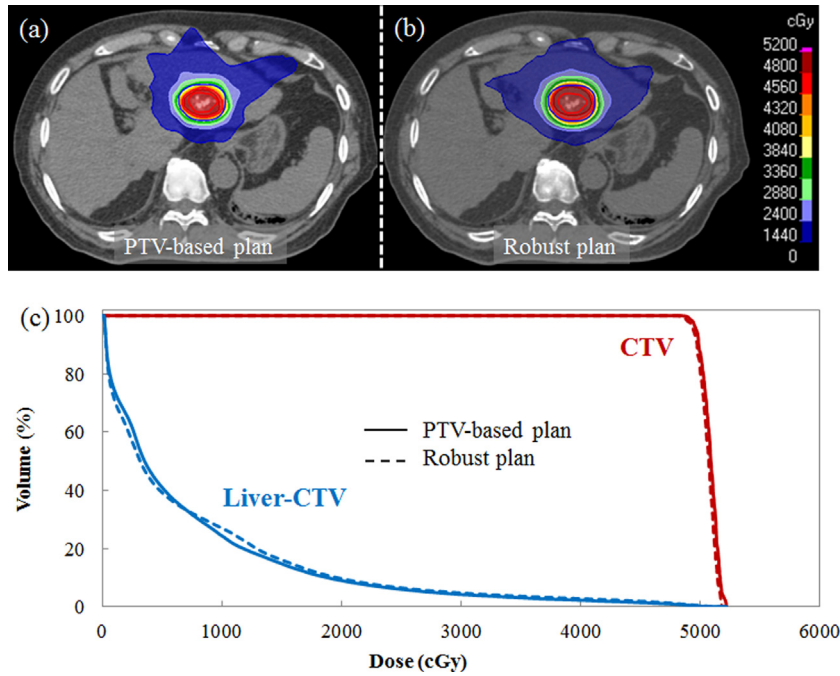 (a)
(b)
cGy
5200
4800
4560
4320
4080
3840
3360
2880
2400
1440
0
PTV-based plan
Robust plan
(c)
100
80
60
40
20
0
Volume (%)
CTV
PTV-based plan
Robust plan
Liver-CTV
0
1000
2000
3000
4000
5000
6000
Dose (cGy)